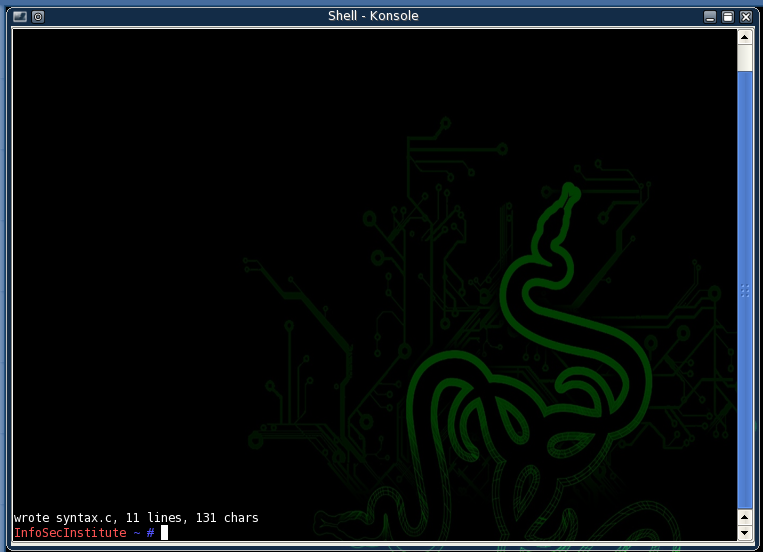 Shell - Konsole
wrote syntax.c, 11 lines, 131 chars
InfoSecInstitute ~ #